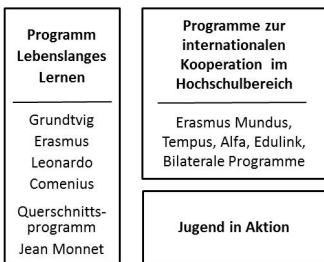 Programm
Lebenslanges
Lernen
Grundtvig
Erasmus
Leonardo
Comenius
Querschnitts-
programm
Jean Monnet
Programme zur
internationalen
Kooperation im
Hochschulbereich
Erasmus Mundus,
Tempus, Alfa, Edulink,
Bilaterale Programme
Jugend in Aktion